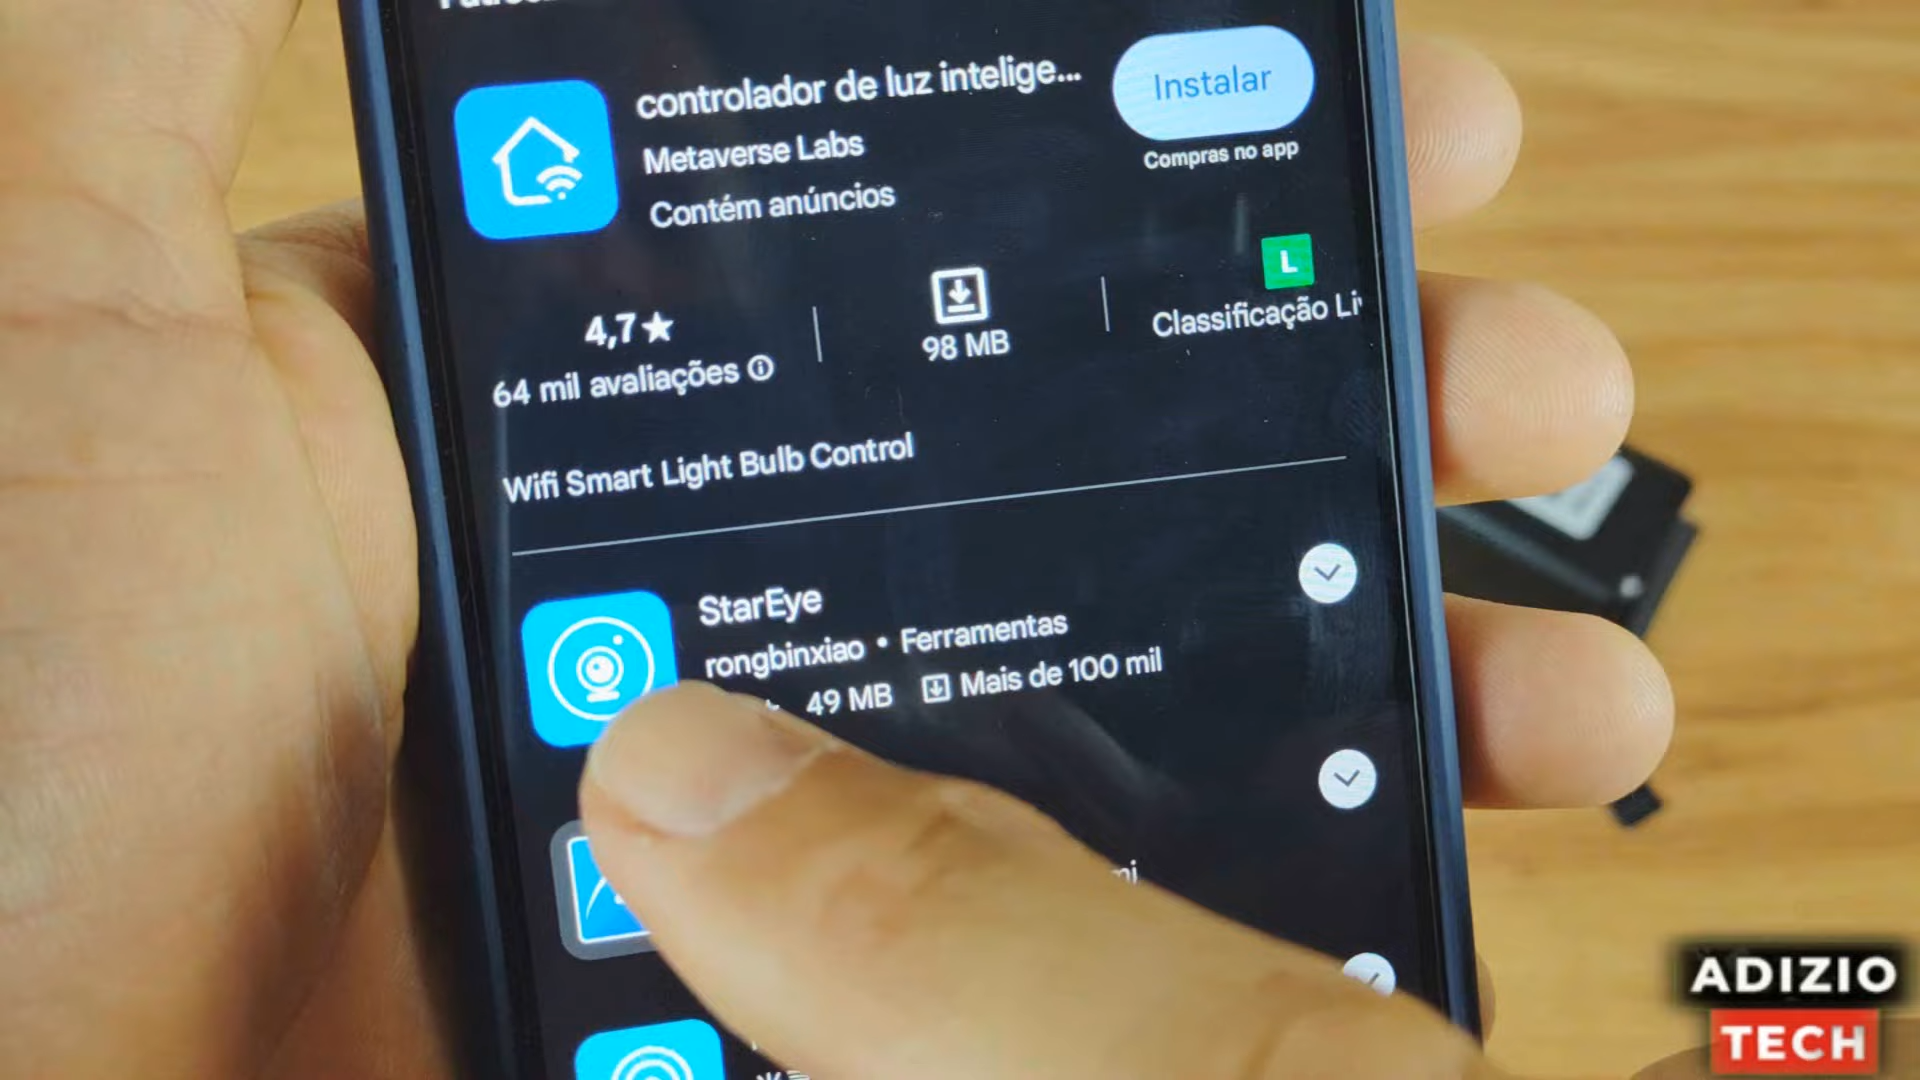 controlador de luz intelige...
Instalar
Metaverse Labs
Compras no app
Contém anúncios
L
4,7★
98 MB
Classificação Li
64 mil avaliações
Wifi Smart Light Bulb Control
StarEye
rongbinxiao • Ferramentas
49 MB Mais de 100 mil
ADIZIO
TECH